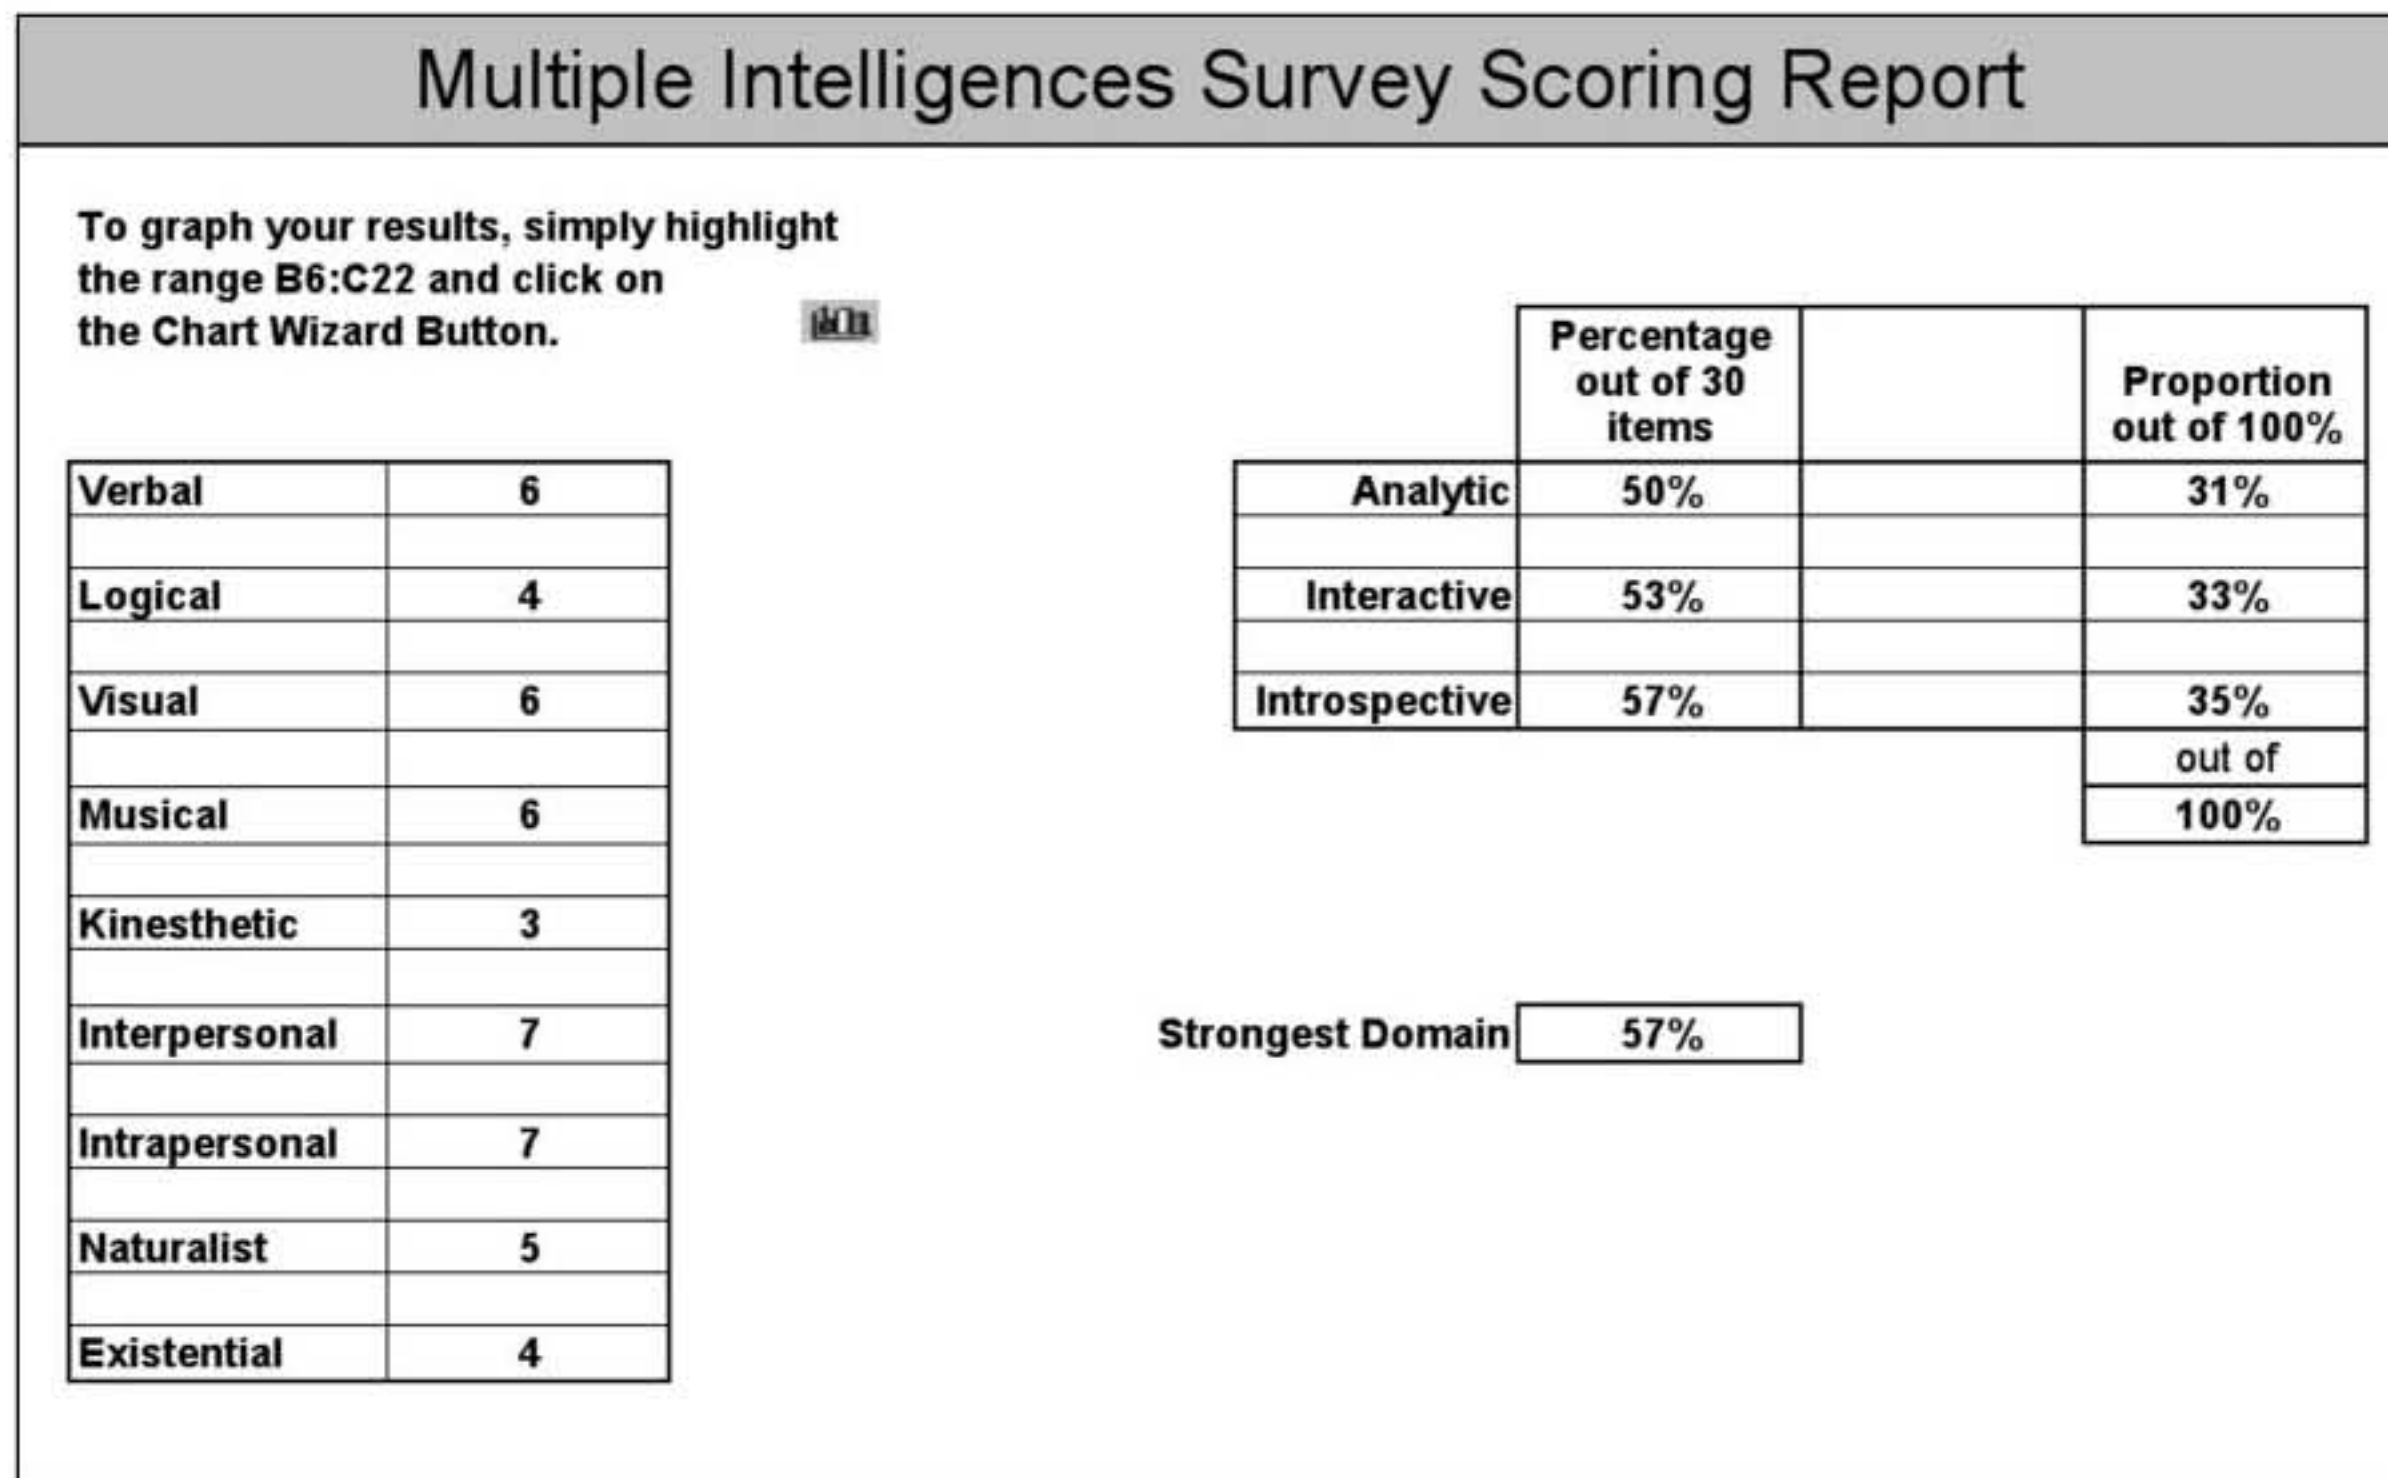 Multiple Intelligences Survey Scoring Report
To graph your results, simply highlight
the range B6:C22 and click on
the Chart Wizard Button.
Percentage
out of 30
items
Proportion
out of 100%
Verbal 6
Logical 4
Visual 6
Musical 6
Kinesthetic 3
Interpersonal 7
Intrapersonal 7
Naturalist 5
Existential 4
Analytic 50% 31%
Interactive 53% 33%
Introspective 57% 35%
out of
100%
Strongest Domain 57%